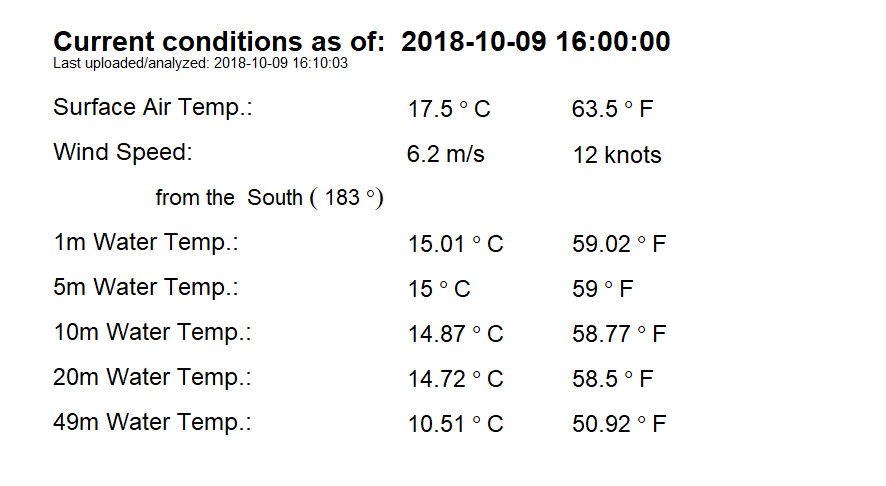 Current conditions as of: 2018-10-09 16:00:00
Last uploaded/analyzed: 2018-10-09 16:10:03
Surface Air Temp.: 17.5 ° C 63.5 ° F
Wind Speed: 6.2 m/s 12 knots
from the South ( 183 °)
1m Water Temp.: 15.01 ° C 59.02 ° F
5m Water Temp.: 15 ° C 59 ° F
10m Water Temp.: 14.87 ° C 58.77 ° F
20m Water Temp.: 14.72 ° C 58.5 ° F
49m Water Temp.: 10.51 ° C 50.92 ° F